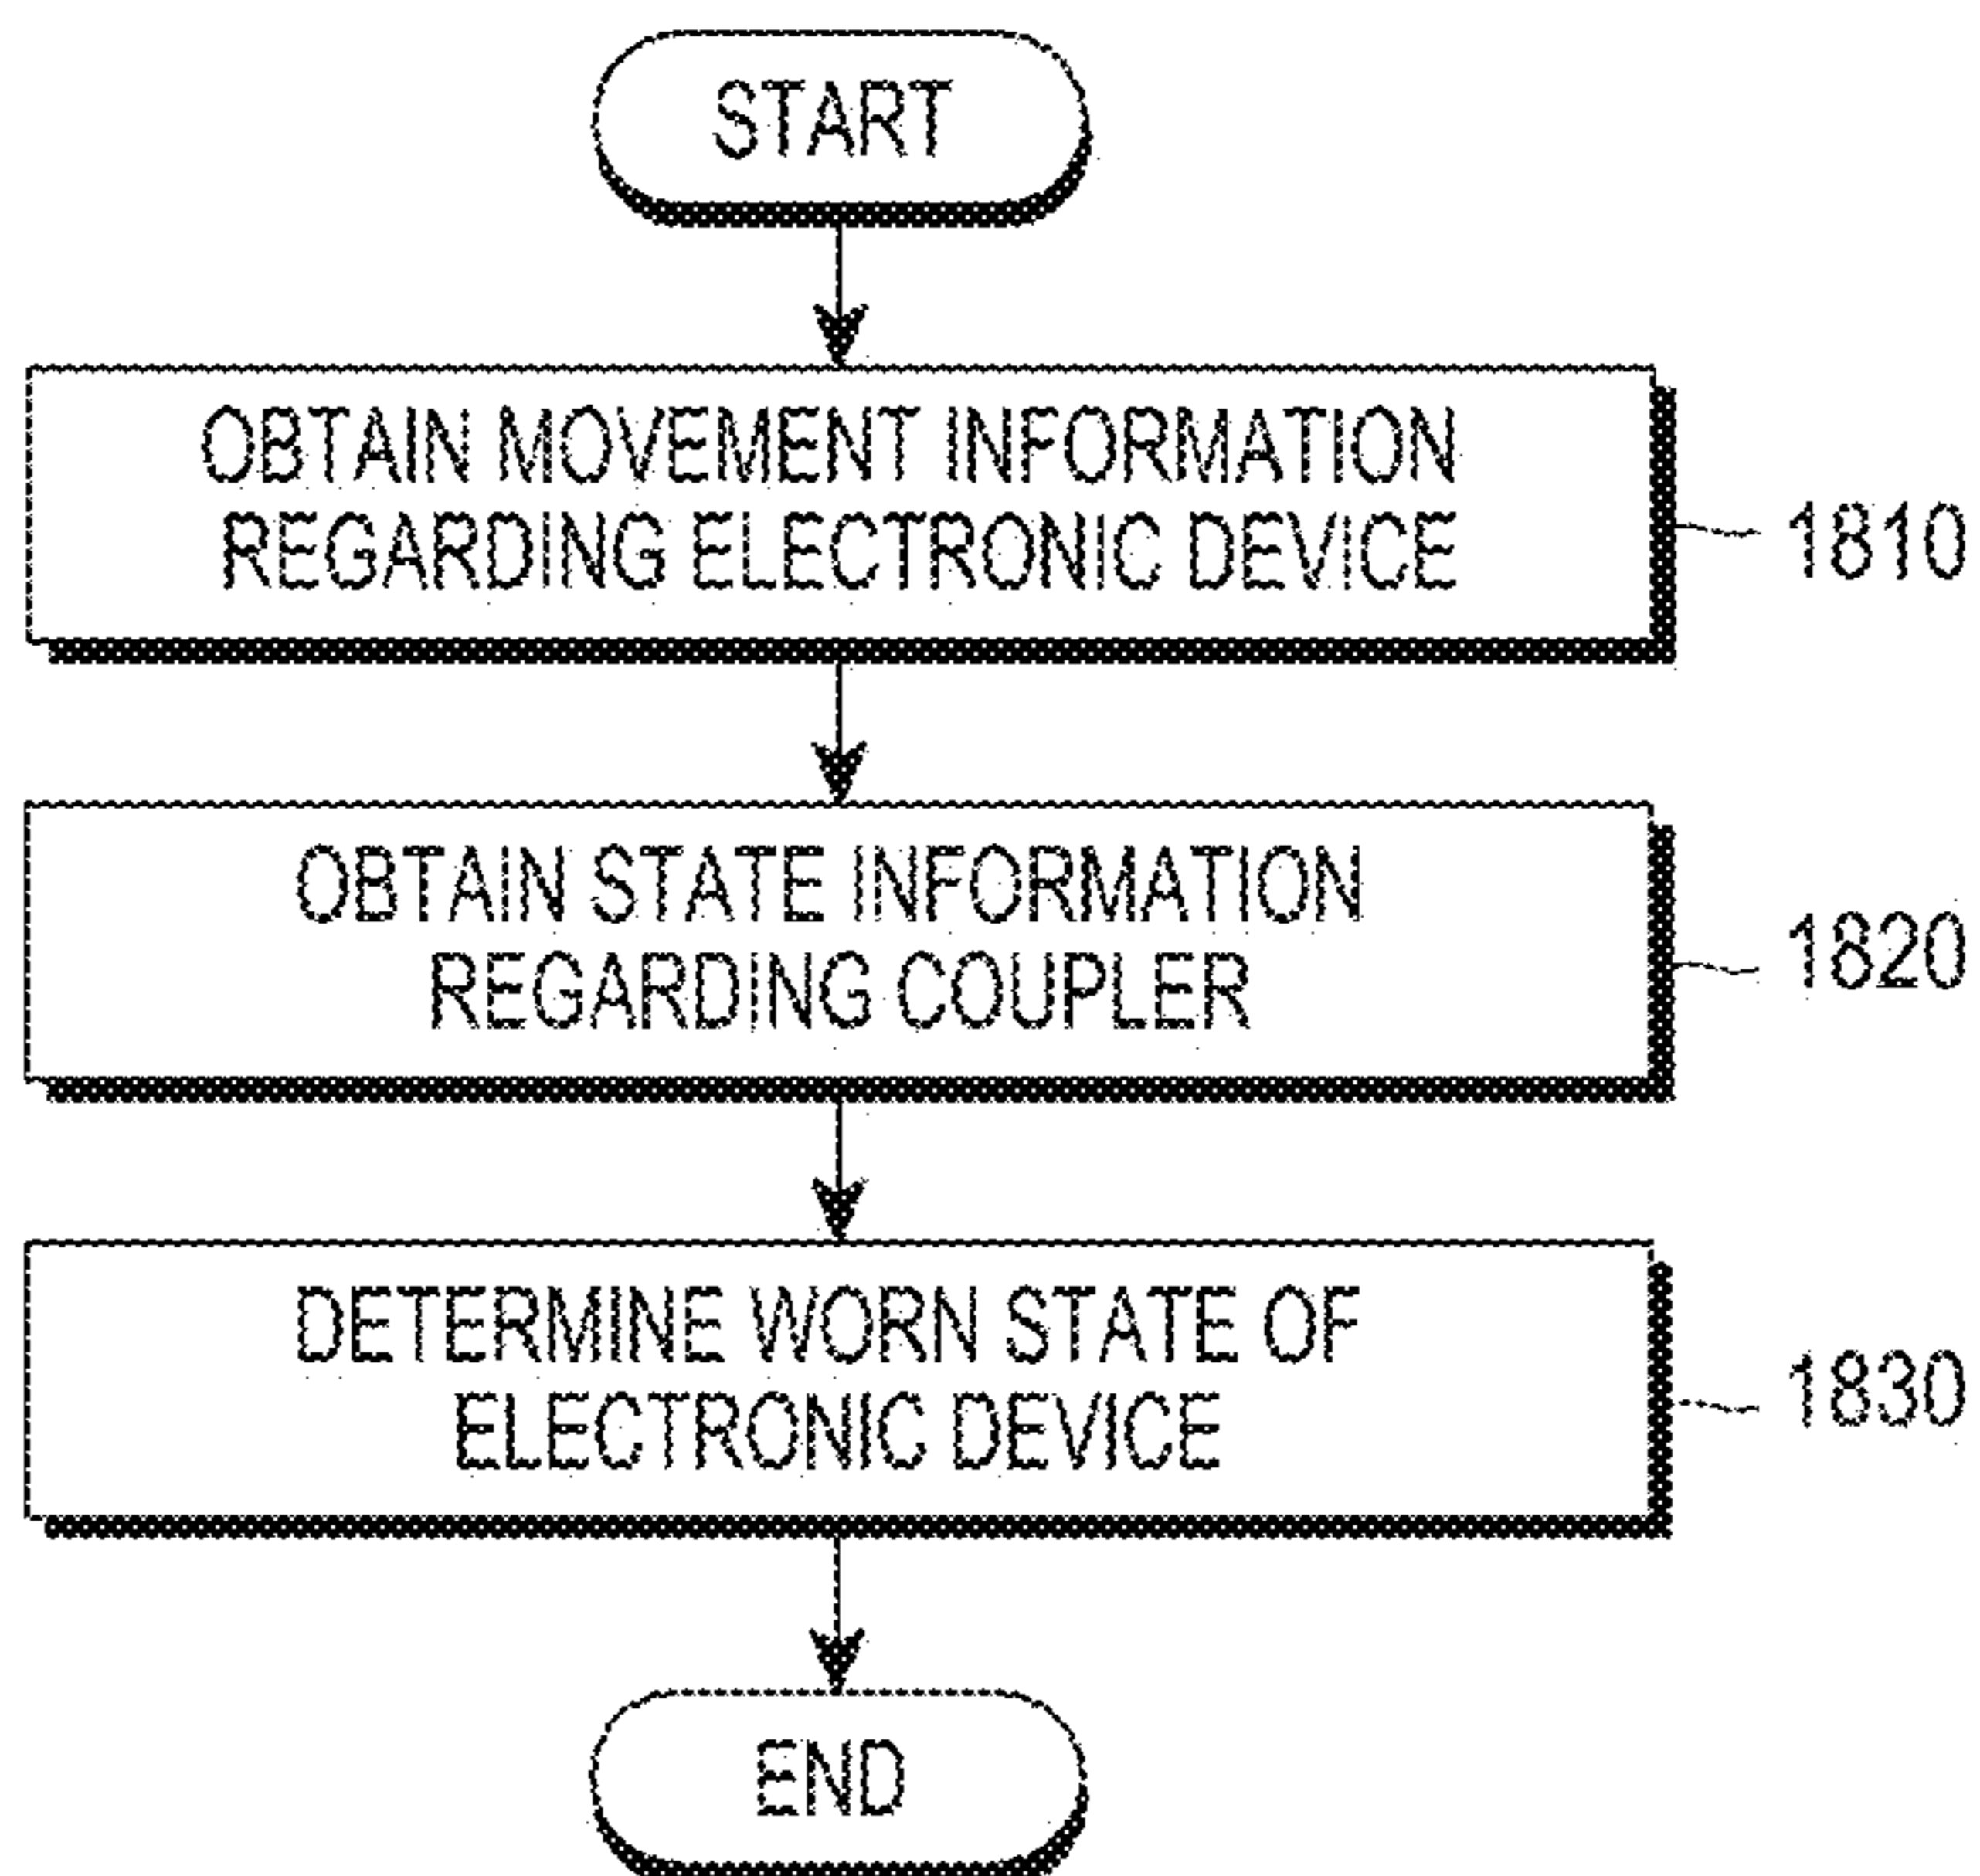 START
OBTAIN MOVEMENT INFORMATION
REGARDING ELECTRONIC DEVICE
1810
OBTAIN STATE INFORMATION
REGARDING COUPLER
1820
DETERMINE WORN STATE OF
ELECTRONIC DEVICE
1830
END